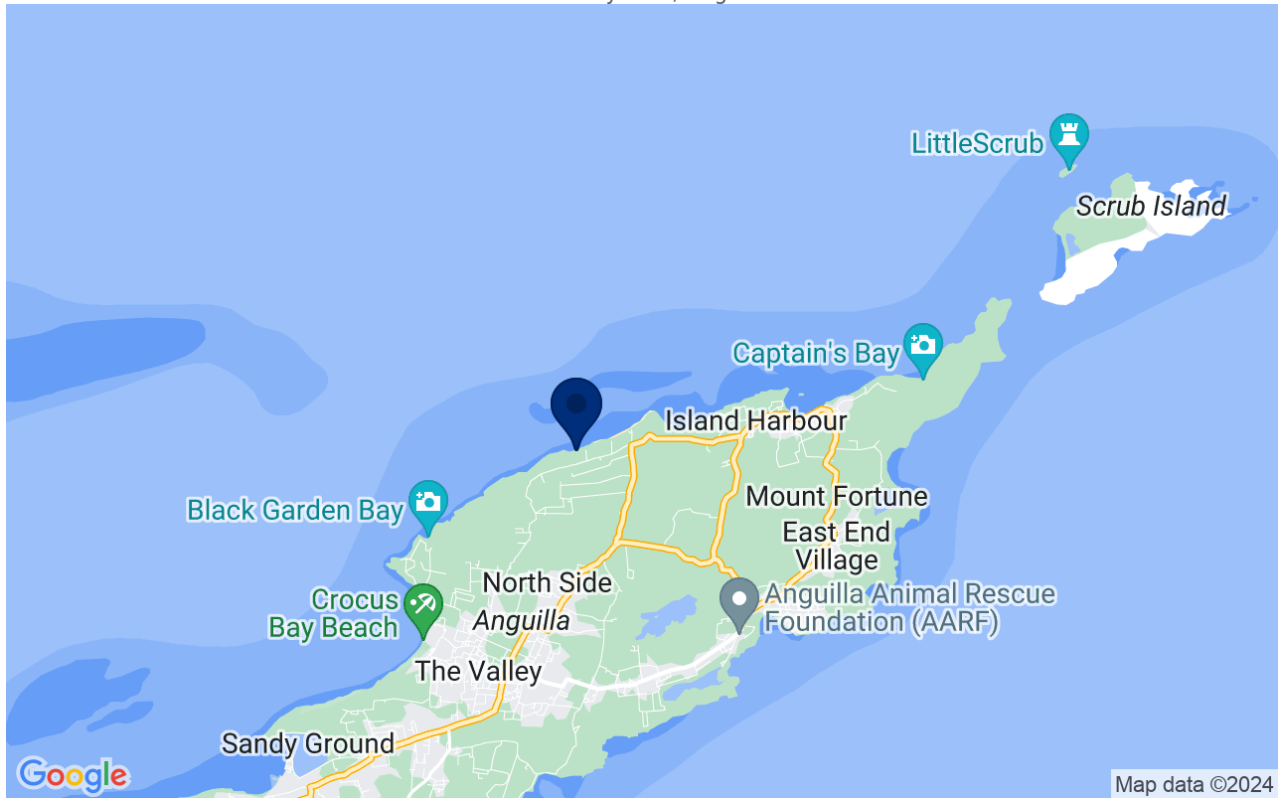 LittleScrub
Scrub Island
Captain's Bay
Island Harbour
Black Garden Bay
Mount Fortune
East End
Village
North Side
Crocus
Bay Beach
Anguilla
Anguilla Animal Rescue
Foundation (AARF)
The Valley
Sandy Ground
Google
Map data ©2024